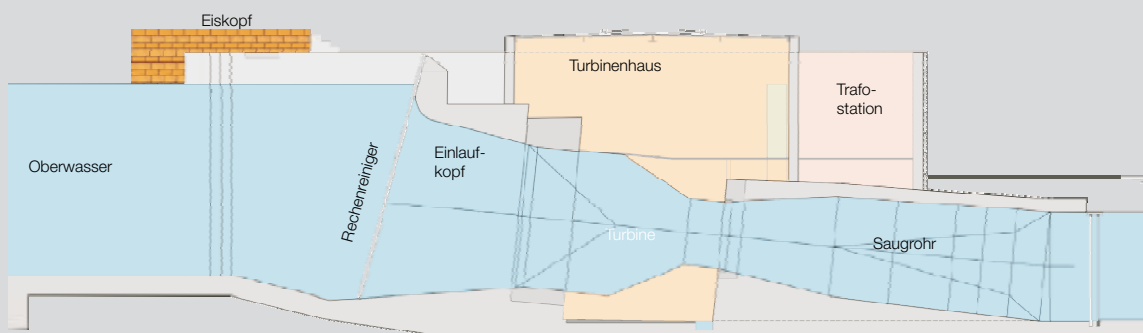 Eiskopf
Turbinenhaus
Trafo-
station
Oberwasser
Rechenreiniger
Einlauf-
kopf
Turbine
Saugrohr